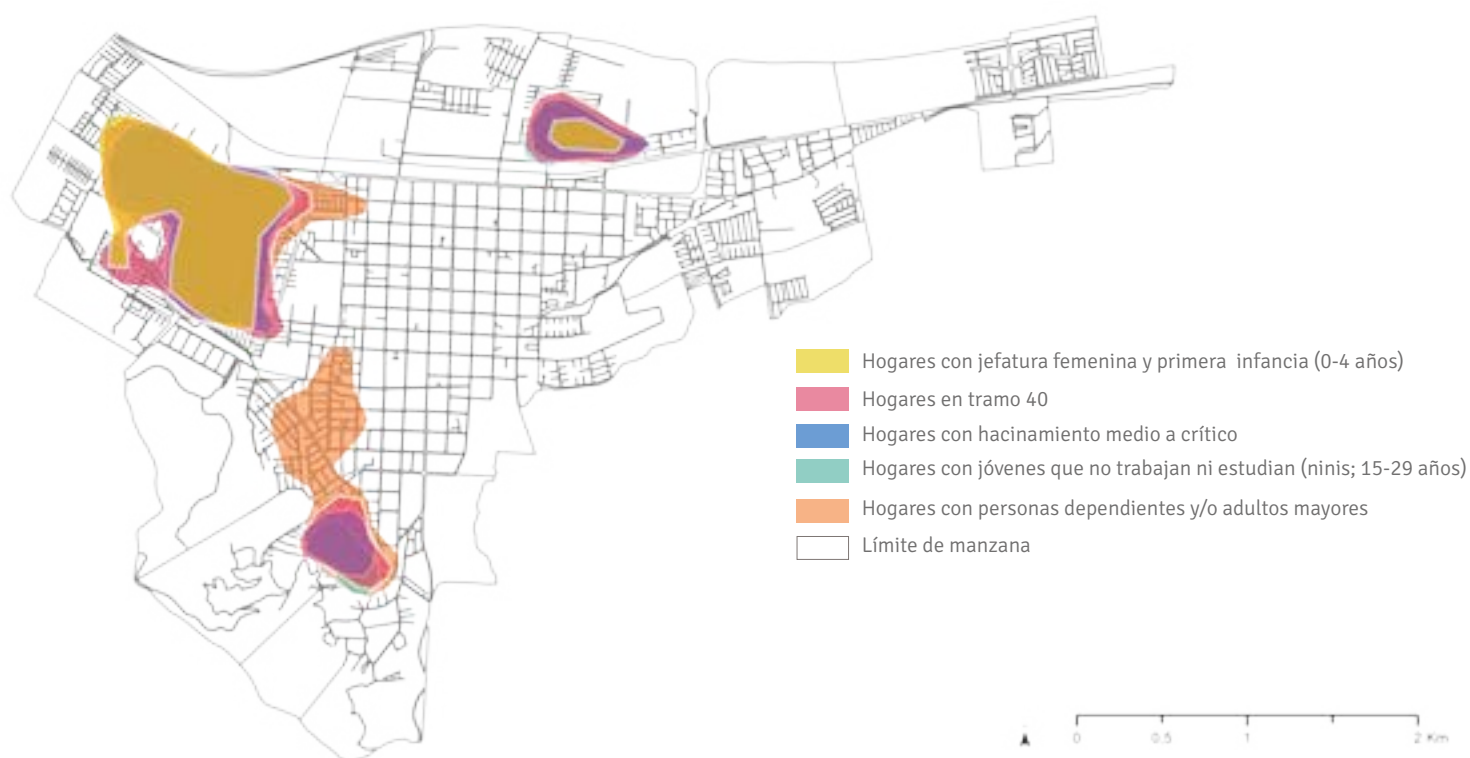 Hogares con jefatura femenina y primera infancia (0-4 años)
Hogares en tramo 40
Hogares con hacinamiento medio a crítico
Hogares con jóvenes que no trabajan ni estudian (ninis; 15-29 años)
Hogares con personas dependientes y/o adultos mayores
Límite de manzana
0 0.5 1 2 Km